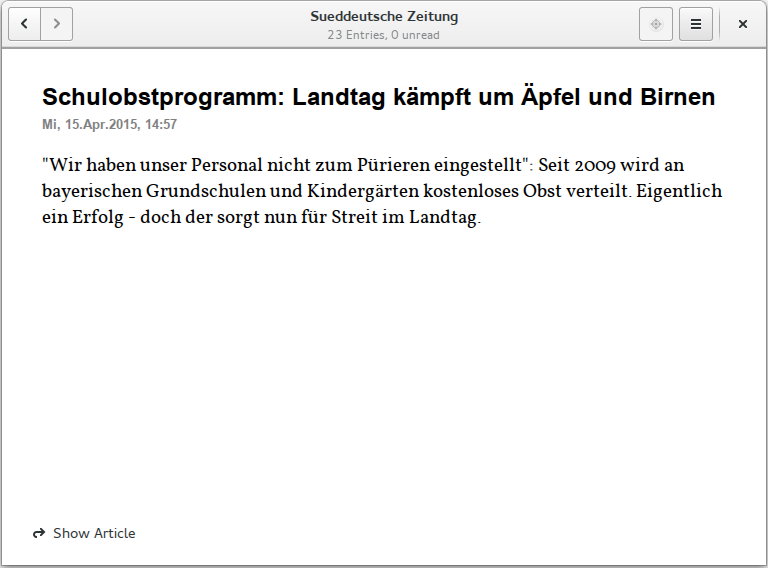 Sueddeutsche Zeitung
23 Entries, 0 unread
Schulobstprogramm: Landtag kämpft um Äpfel und Birnen
Mi, 15.Apr.2015, 14:57
"Wir haben unser Personal nicht zum Pürieren eingestellt": Seit 2009 wird an
bayerischen Grundschulen und Kindergärten kostenloses Obst verteilt. Eigentlich
ein Erfolg - doch der sorgt nun für Streit im Landtag.
Show Article